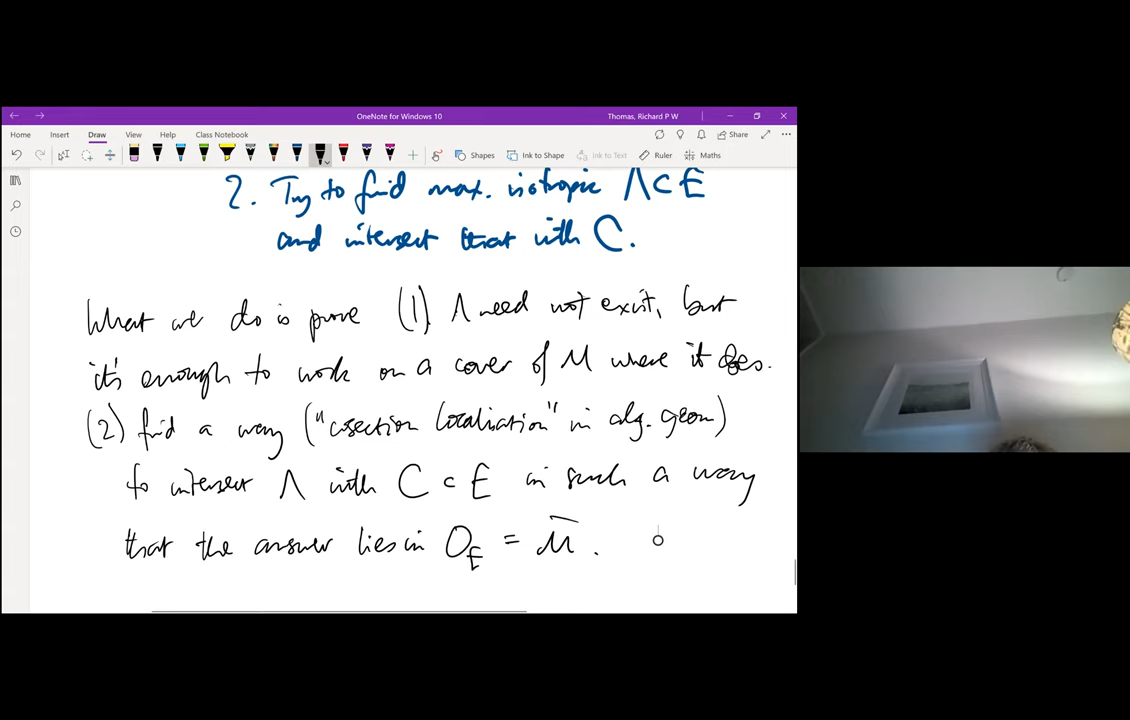 OneNote for Windows 10
Thomas, Richard P W
Home Insert Draw View Help Class Notebook
Share
Shapes Ink to Shape Ink to Text Ruler Maths
2. Try to find max. isotropic Λ⊂E
and intersect that with C.
What we do is prove (1). Λ need not exist, but
it's enough to work on a cover of M where it does.
(2) find a way ("cosection localisation" in alg. geom)
to intersect Λ with C ⊂ E in such a way
that the answer lies in O_E = M̅.